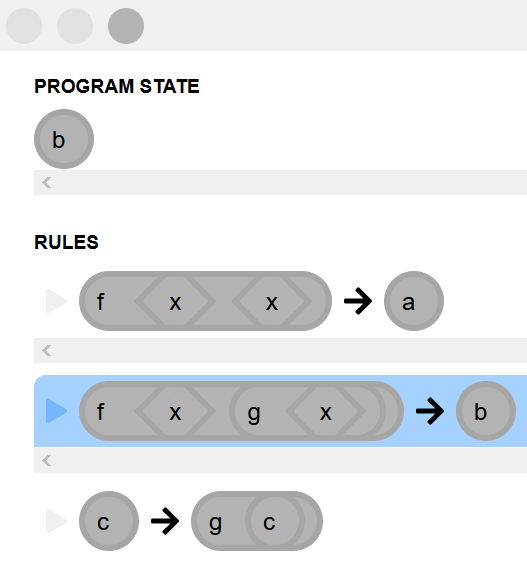 PROGRAM STATE
b
RULES
f x x → a
f x g x → b
c → g c